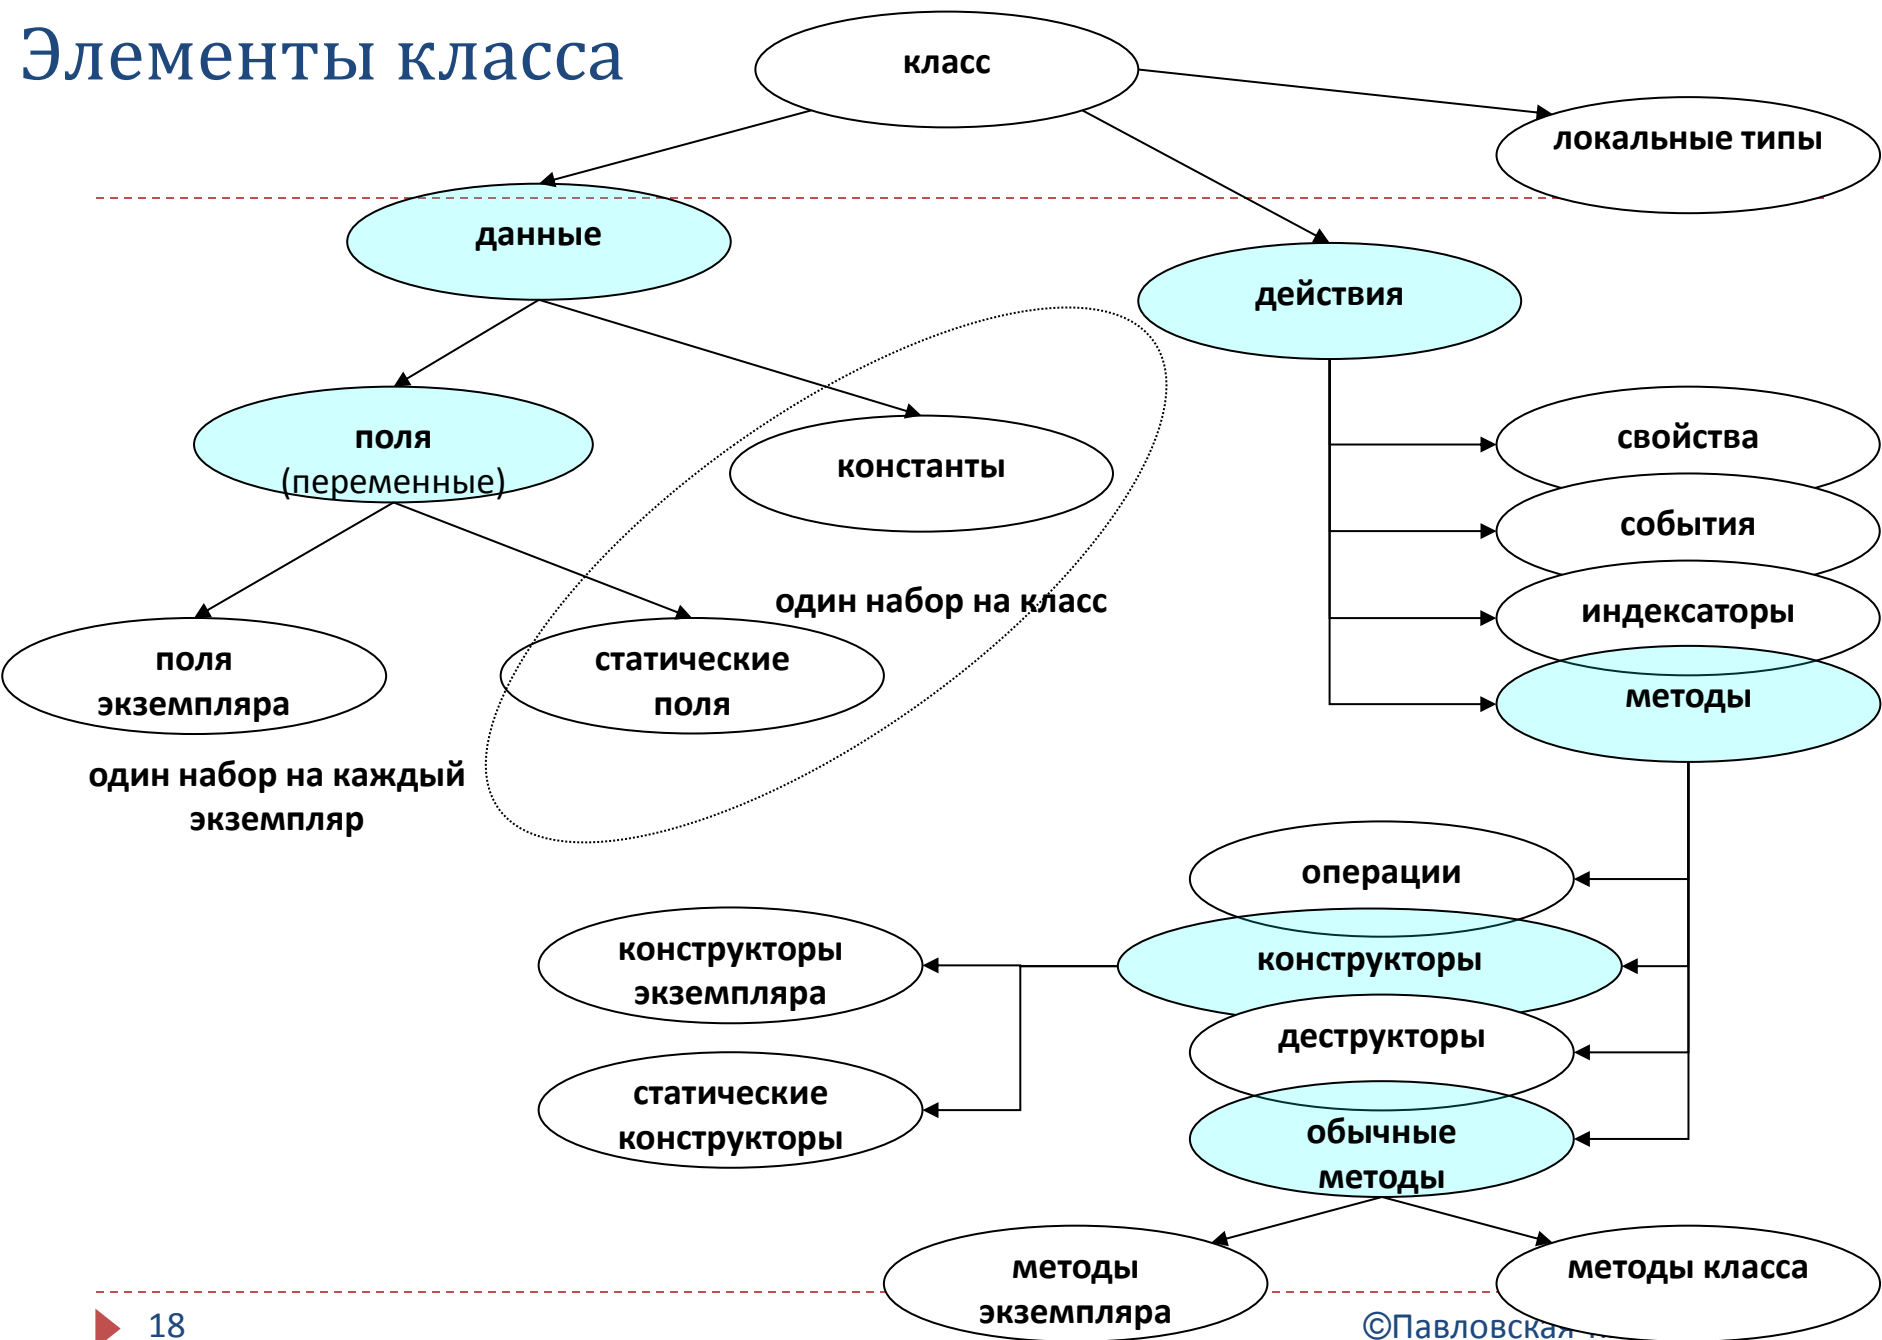 Элементы класса
класс
локальные типы
данные
действия
поля
(переменные)
константы
свойства
события
индексаторы
методы
один набор на класс
поля
экземпляра
статические
поля
один набор на каждый
экземпляр
операции
конструкторы
деструкторы
обычные
методы
конструкторы
экземпляра
статические
конструкторы
методы
экземпляра
методы класса
18
©Павловская